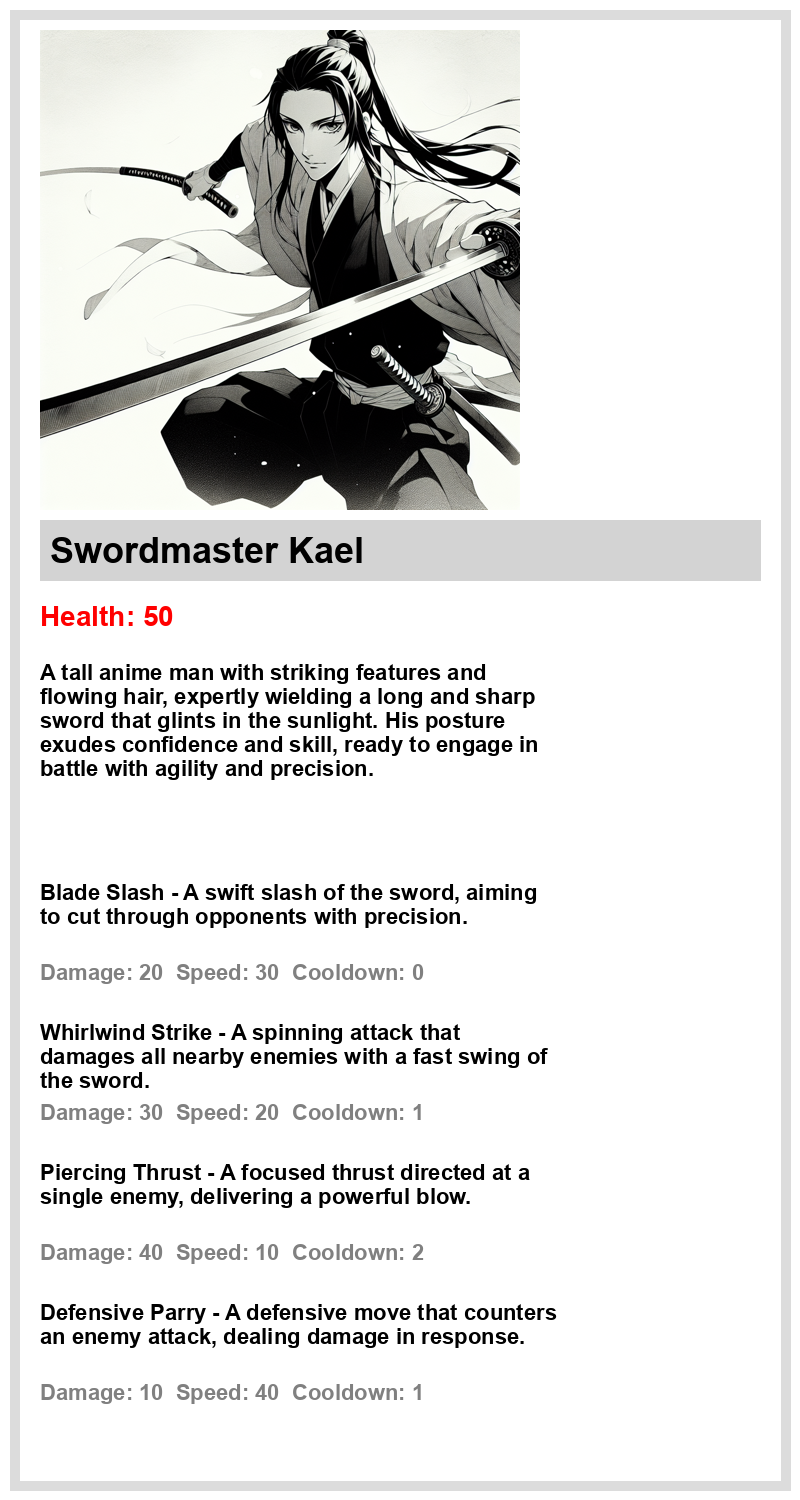 Swordmaster Kael
Health: 50
A tall anime man with striking features and
flowing hair, expertly wielding a long and sharp
sword that glints in the sunlight. His posture
exudes confidence and skill, ready to engage in
battle with agility and precision.
Blade Slash - A swift slash of the sword, aiming
to cut through opponents with precision.
Damage: 20  Speed: 30  Cooldown: 0
Whirlwind Strike - A spinning attack that
damages all nearby enemies with a fast swing of
the sword.
Damage: 30  Speed: 20  Cooldown: 1
Piercing Thrust - A focused thrust directed at a
single enemy, delivering a powerful blow.
Damage: 40  Speed: 10  Cooldown: 2
Defensive Parry - A defensive move that counters
an enemy attack, dealing damage in response.
Damage: 10  Speed: 40  Cooldown: 1